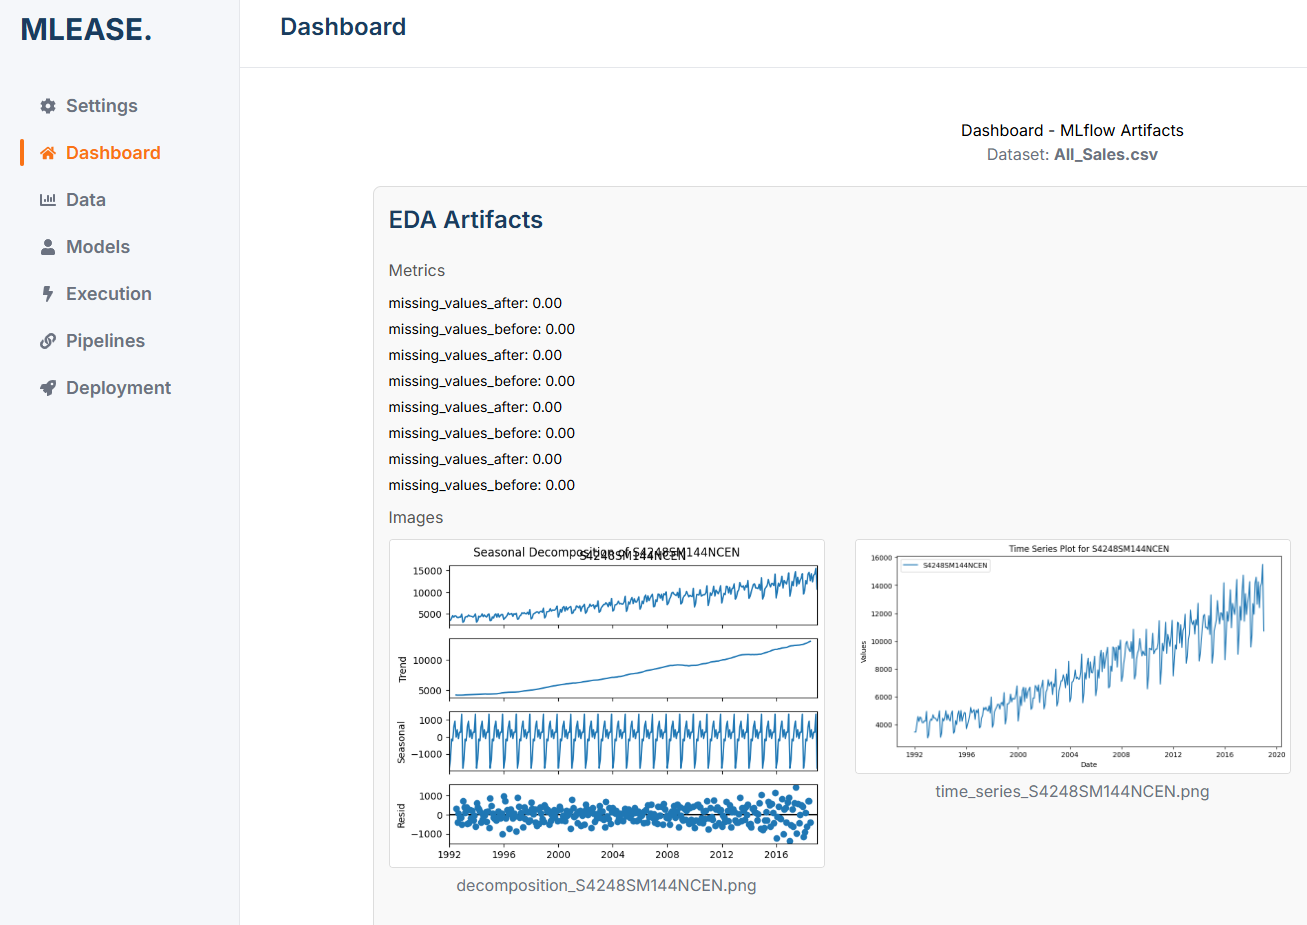 MLEASE.
Dashboard
Settings
Dashboard
Data
Models
Execution
Pipelines
Deployment
Dashboard - MLflow Artifacts
Dataset: All_Sales.csv
EDA Artifacts
Metrics
missing_values_after: 0.00
missing_values_before: 0.00
missing_values_after: 0.00
missing_values_before: 0.00
missing_values_after: 0.00
missing_values_before: 0.00
missing_values_after: 0.00
missing_values_before: 0.00
Images
Seasonal Decomposition of S4248SM144NCEN
S4248SM144NCEN
15000
10000
5000
10000
Trend
5000
1000
0
−1000
Seasonal
1000
0
−1000
Resid
1992 1996 2000 2004 2008 2012 2016
decomposition_S4248SM144NCEN.png
Time Series Plot for S4248SM144NCEN
S4248SM144NCEN
16000
14000
12000
10000
8000
6000
4000
Values
1992 1996 2000 2004 2008 2012 2016 2020
Date
time_series_S4248SM144NCEN.png